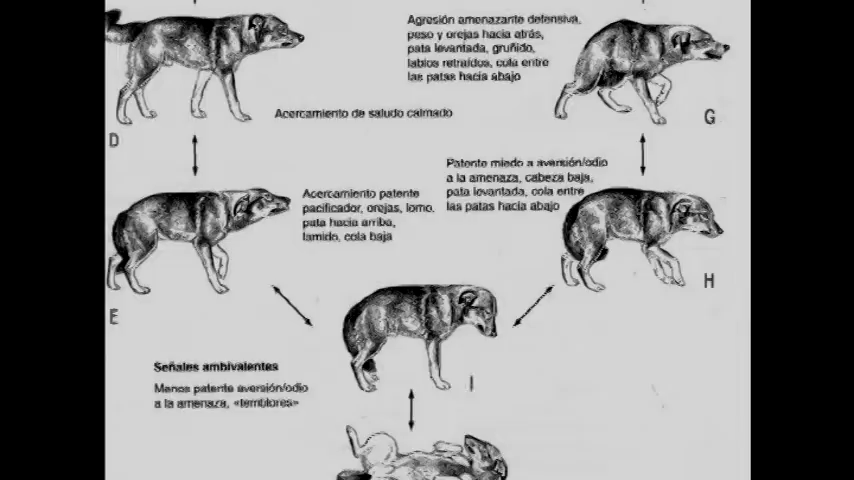 Agresión amenazante defensiva,
peso y orejas hacia atrás,
pata levantada, gruñido,
labios retraídos, cola entre
las patas hacia abajo
Acercamiento de saludo calmado
G
D
Patente miedo a aversión/odio
a la amenaza, cabeza baja,
pata levantada, cola entre
las patas hacia abajo
Acercamiento patente
pacificador, orejas, lomo,
pata hacia arriba,
lamido, cola baja
H
E
Señales ambivalentes
Menos patente aversión/odio
a la amenaza, «temblores»
I